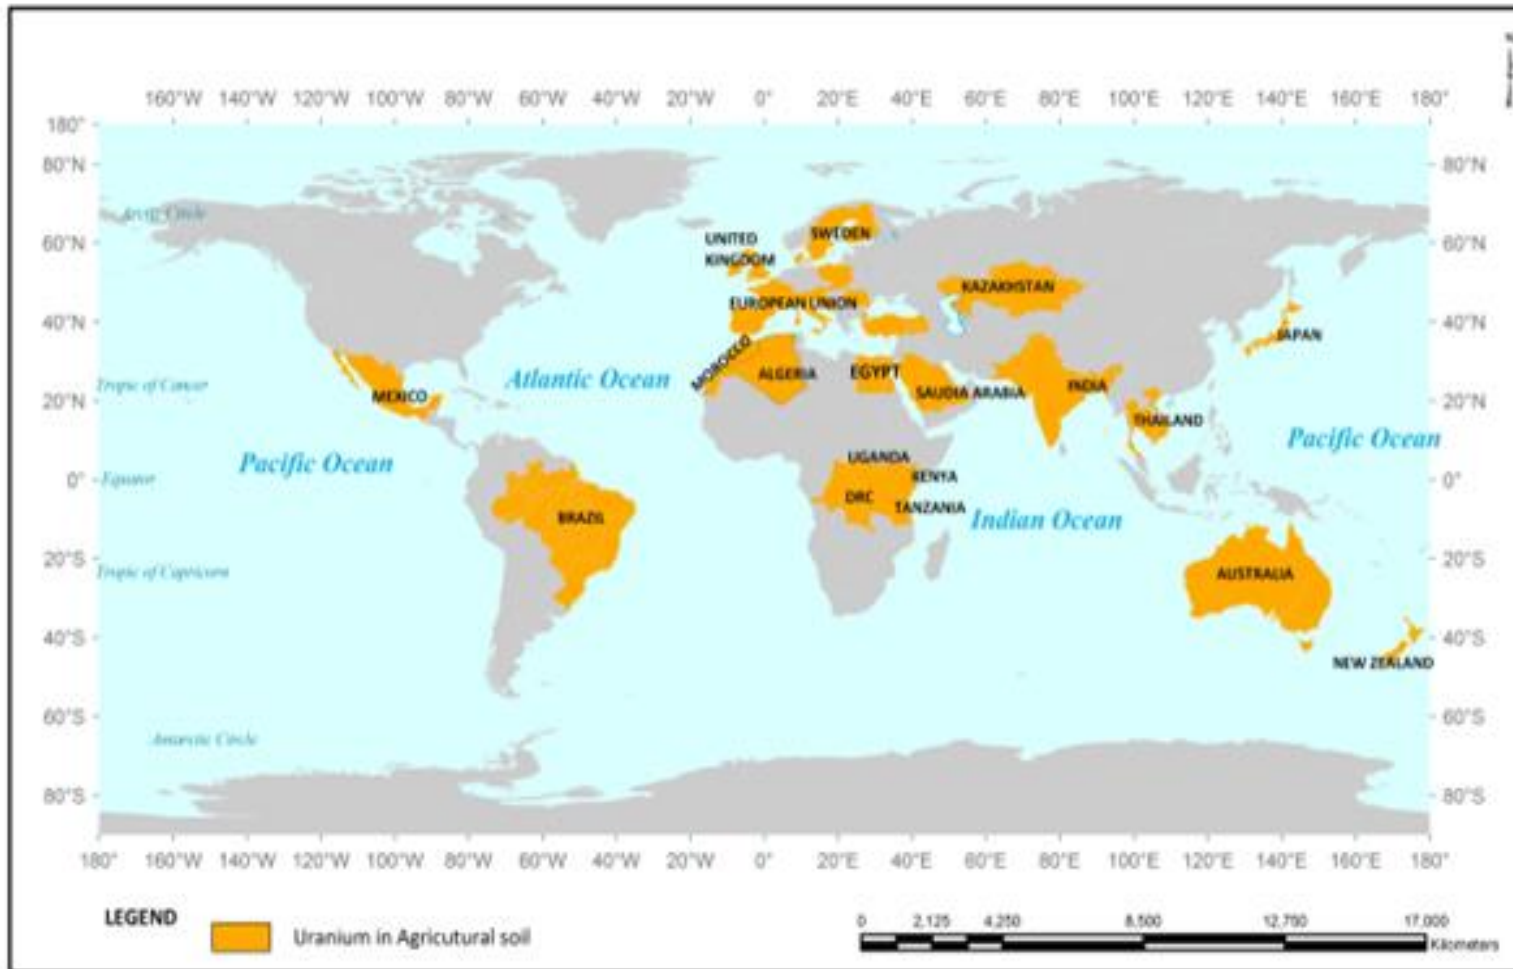 160°W 140°W 120°W 100°W 80°W 60°W 40°W 20°W 0° 20°E 40°E 60°E 80°E 100°E 120°E 140°E 160°E 180°
180°
80°N 80°N
Arctic Circle
60°N 60°N
UNITED
KINGDOM
SWEDEN
KAZAKHSTAN
EUROPEAN UNION
40°N 40°N
JAPAN
MOROCCO
ALGERIA
EGYPT
SAUDIA ARABIA
INDIA
Atlantic Ocean
Tropic of Cancer
MEXICO
20°N 20°N
THAILAND
Pacific Ocean
Pacific Ocean
UGANDA
KENYA
0° Equator 0°
DRC
TANZANIA
Indian Ocean
BRAZIL
20°S 20°S
Tropic of Capricorn
AUSTRALIA
40°S 40°S
NEW ZEALAND
60°S 60°S
Antarctic Circle
80°S 80°S
180° 160°W 140°W 120°W 100°W 80°W 60°W 40°W 20°W 0° 20°E 40°E 60°E 80°E 100°E 120°E 140°E 160°E 180°
LEGEND
Uranium in Agricutural soil
0 2,125 4,250 8,500 12,750 17,000
Kilometers